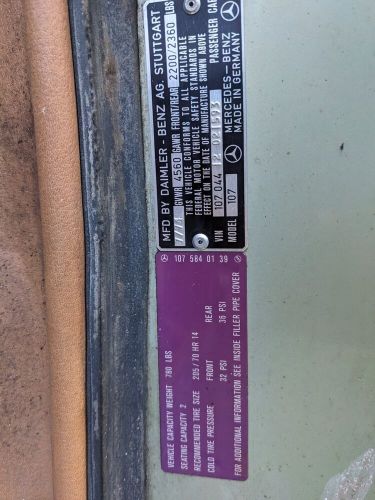 MFD BY DAIMLER - BENZ AG. STUTTGART
GVWR 4560 GAWR FRONT/REAR 2200/2360 LBS
THIS VEHICLE CONFORMS TO ALL APPLICABLE
FEDERAL MOTOR VEHICLE SAFETY STANDARDS IN
EFFECT ON THE DATE OF MANUFACTURE SHOWN ABOVE
PASSENGER CAR
VIN 107 044 12 021593
MODEL 107
MERCEDES-BENZ
MADE IN GERMANY
107 584 01 39
VEHICLE CAPACITY WEIGHT 780 LBS
SEATING CAPACITY 2
RECOMMENDED TIRE SIZE 205/70 HR 14
FRONT REAR
COLD TIRE PRESSURE 32 PSI 36 PSI
FOR ADDITIONAL INFORMATION SEE INSIDE FILLER PIPE COVER